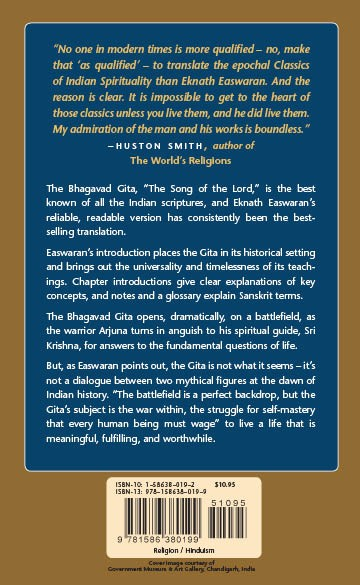 “No one in modern times is more qualified – no, make
that ‘as qualified’ – to translate the epochal Classics
of Indian Spirituality than Eknath Easwaran. And the
reason is clear. It is impossible to get to the heart of
those classics unless you live them, and he did live them.
My admiration of the man and his works is boundless.”
–HUSTON SMITH, author of
The World’s Religions
The Bhagavad Gita, “The Song of the Lord,” is the best
known of all the Indian scriptures, and Eknath Easwaran’s
reliable, readable version has consistently been the best-
selling translation.
Easwaran’s introduction places the Gita in its historical setting
and brings out the universality and timelessness of its teach-
ings. Chapter introductions give clear explanations of key
concepts, and notes and a glossary explain Sanskrit terms.
The Bhagavad Gita opens, dramatically, on a battlefield, as
the warrior Arjuna turns in anguish to his spiritual guide, Sri
Krishna, for answers to the fundamental questions of life.
But, as Easwaran points out, the Gita is not what it seems – it’s
not a dialogue between two mythical figures at the dawn of
Indian history. “The battlefield is a perfect backdrop, but the
Gita’s subject is the war within, the struggle for self-mastery
that every human being must wage” to live a life that is
meaningful, fulfilling, and worthwhile.
ISBN-10: 1-58638-019-2 $10.95
ISBN-13: 978-158638-019-9
51095
9 781586 380199
Religion / Hinduism
Cover image courtesy of
Government Museum & Art Gallery, Chandigarh, India